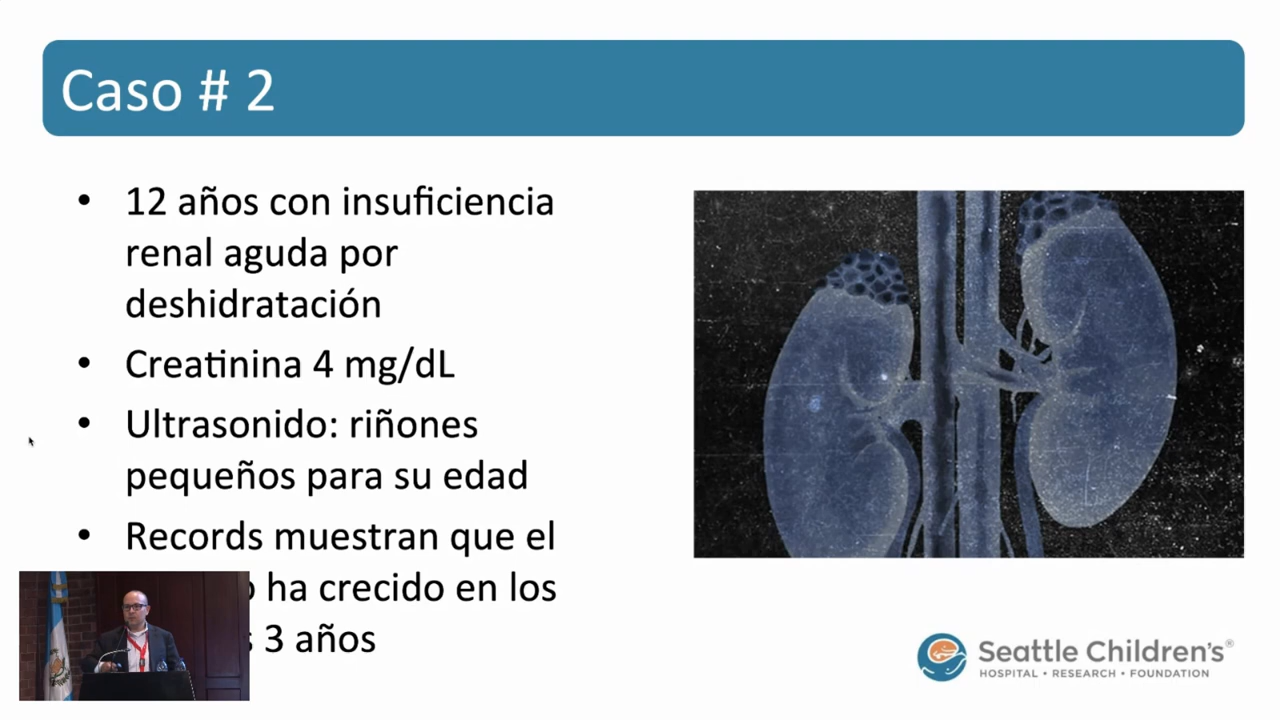 Caso # 2
• 12 años con insuficiencia
renal aguda por
deshidratación
• Creatinina 4 mg/dL
• Ultrasonido: riñones
pequeños para su edad
• Records muestran que el
ha crecido en los
3 años
Seattle Children's®
HOSPITAL • RESEARCH • FOUNDATION